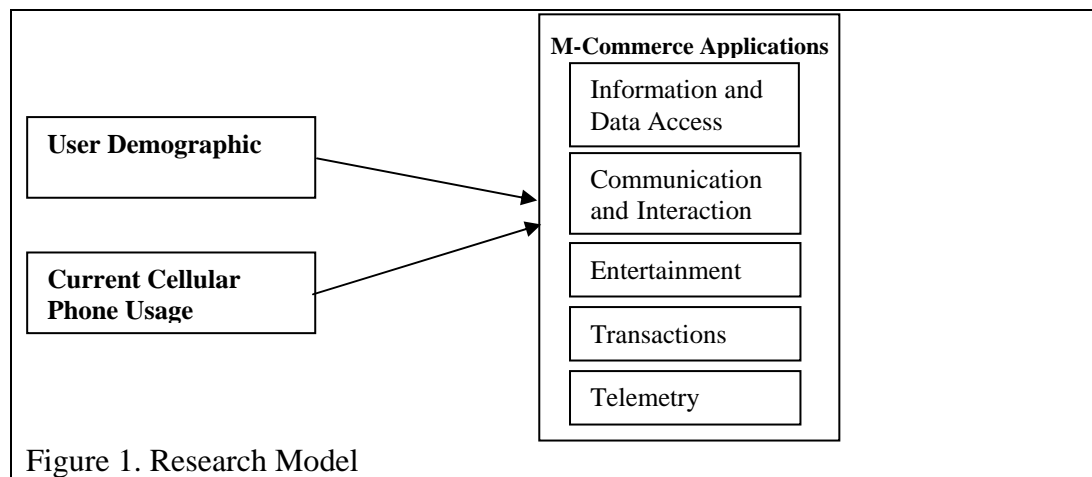 M-Commerce Applications
Information and
Data Access
User Demographic
Communication
and Interaction
Current Cellular
Phone Usage
Entertainment
Transactions
Telemetry
Figure 1. Research Model